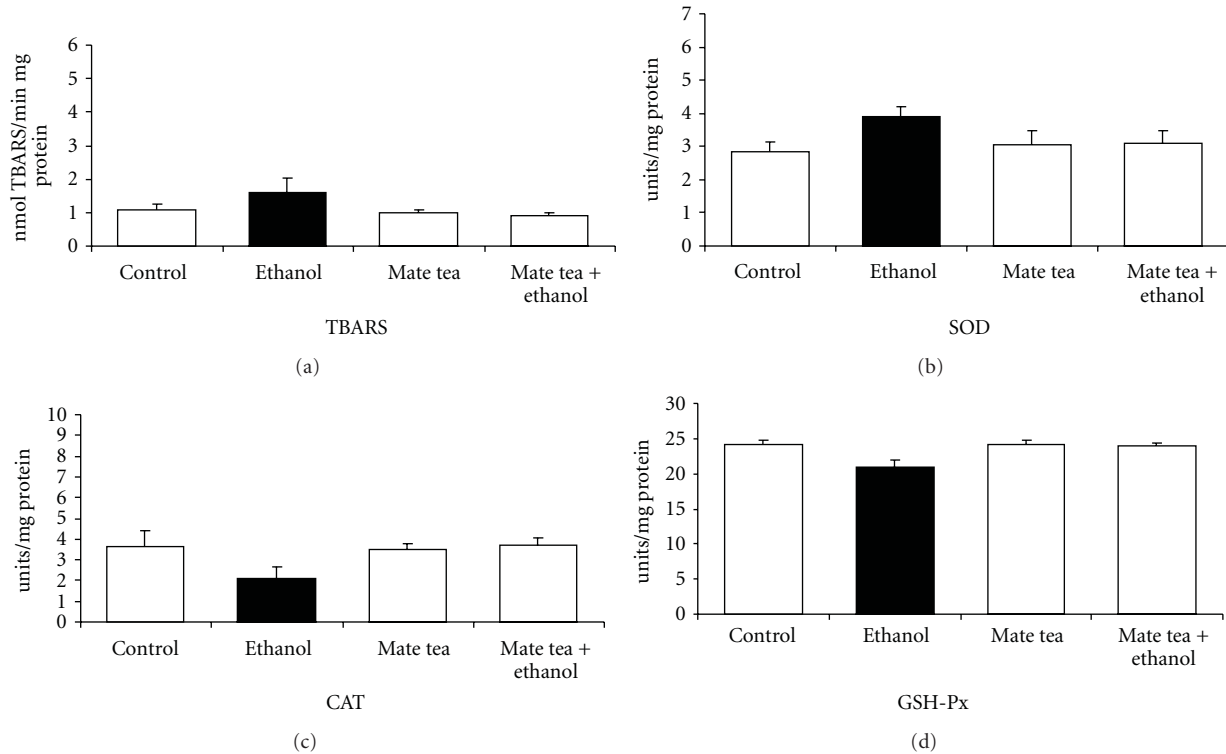 nmol TBARS/min mg
protein
6
5
4
3
2
1
0
Control
Ethanol
Mate tea
Mate tea +
ethanol
TBARS
(a)
units/mg protein
7
6
5
4
3
2
1
0
Control
Ethanol
Mate tea
Mate tea +
ethanol
SOD
(b)
units/mg protein
10
9
8
7
6
5
4
3
2
1
0
Control
Ethanol
Mate tea
Mate tea +
ethanol
CAT
(c)
units/mg protein
30
25
20
15
10
5
0
Control
Ethanol
Mate tea
Mate tea +
ethanol
GSH-Px
(d)